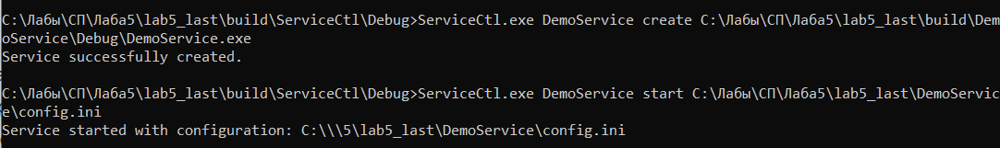 C:\Лабы\СП\Лаба5\lab5_last\build\ServiceCtl\Debug>ServiceCtl.exe DemoService create C:\Лабы\СП\Лаба5\lab5_last\build\Dem
oService\Debug\DemoService.exe
Service successfully created.
C:\Лабы\СП\Лаба5\lab5_last\build\ServiceCtl\Debug>ServiceCtl.exe DemoService start C:\Лабы\СП\Лаба5\lab5_last\DemoServic
e\config.ini
Service started with configuration: C:\\\5\lab5_last\DemoService\config.ini